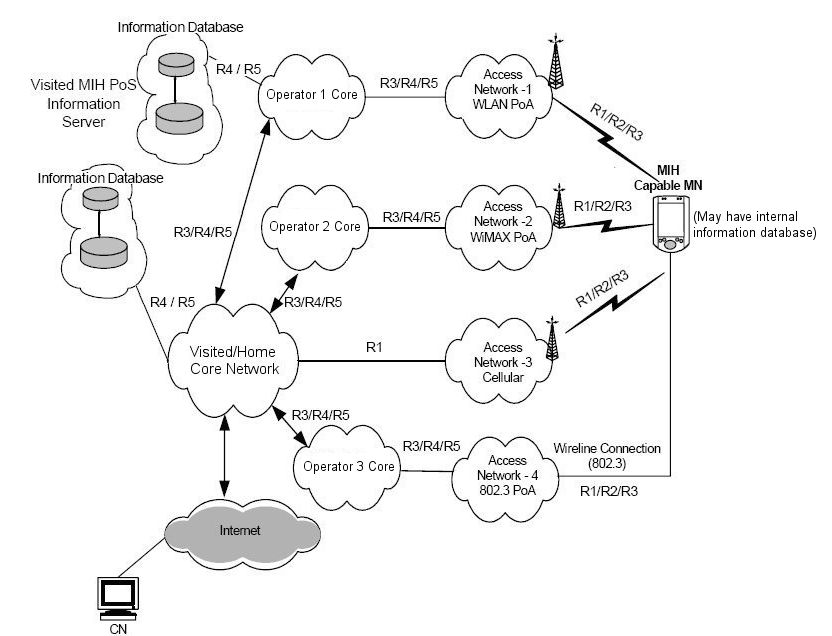 Information Database
Visited MIH PoS
Information
Server
R4 / R5
Operator 1 Core
R3/R4/R5
Access
Network -1
WLAN PoA
R1/R2/R3
MIH
Capable MN
(May have internal
information database)
Information Database
R3/R4/R5
Operator 2 Core
R3/R4/R5
Access
Network -2
WiMAX PoA
R1/R2/R3
R4 / R5
R3/R4/R5
R1/R2/R3
Visited/Home
Core Network
R1
Access
Network -3
Cellular
R3/R4/R5
Operator 3 Core
R3/R4/R5
Access
Network - 4
802.3 PoA
Wireline Connection
(802.3)
R1/R2/R3
Internet
CN